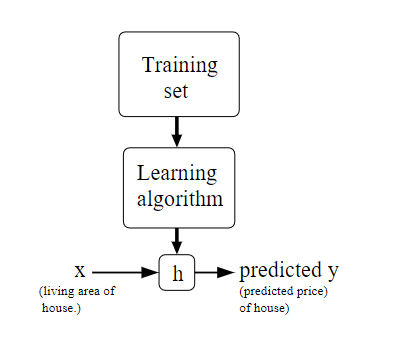 Training
set
Learning
algorithm
x
h
predicted y
(living area of
house.)
(predicted price)
of house)